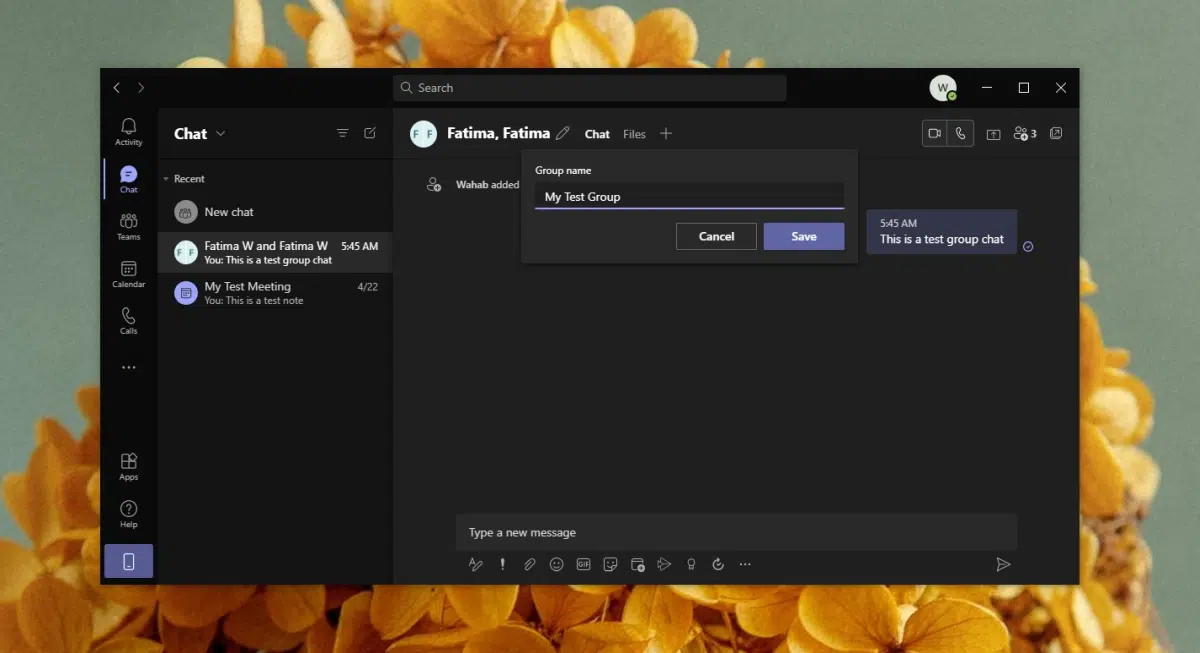 Search
W
Activity
Chat
Teams
Calendar
Calls
Apps
Help
Chat
Recent
New chat
F F
Fatima W and Fatima W 5:45 AM
You: This is a test group chat
My Test Meeting 4/22
You: This is a test note
F F
Fatima, Fatima
Chat
Files
3
Wahab added
Group name
My Test Group
Cancel
Save
5:45 AM
This is a test group chat
Type a new message
GIF